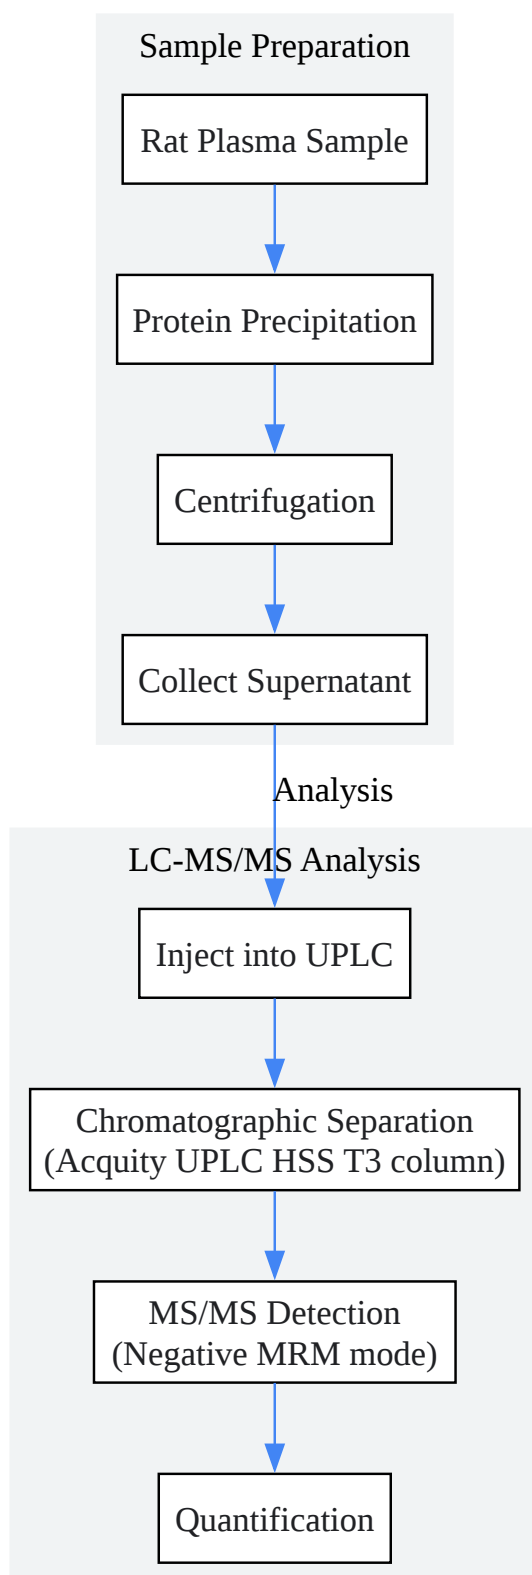 Sample Preparation
Rat Plasma Sample
Protein Precipitation
Centrifugation
Collect Supernatant
Analysis
LC-MS/MS Analysis
Inject into UPLC
Chromatographic Separation
(Acquity UPLC HSS T3 column)
MS/MS Detection
(Negative MRM mode)
Quantification